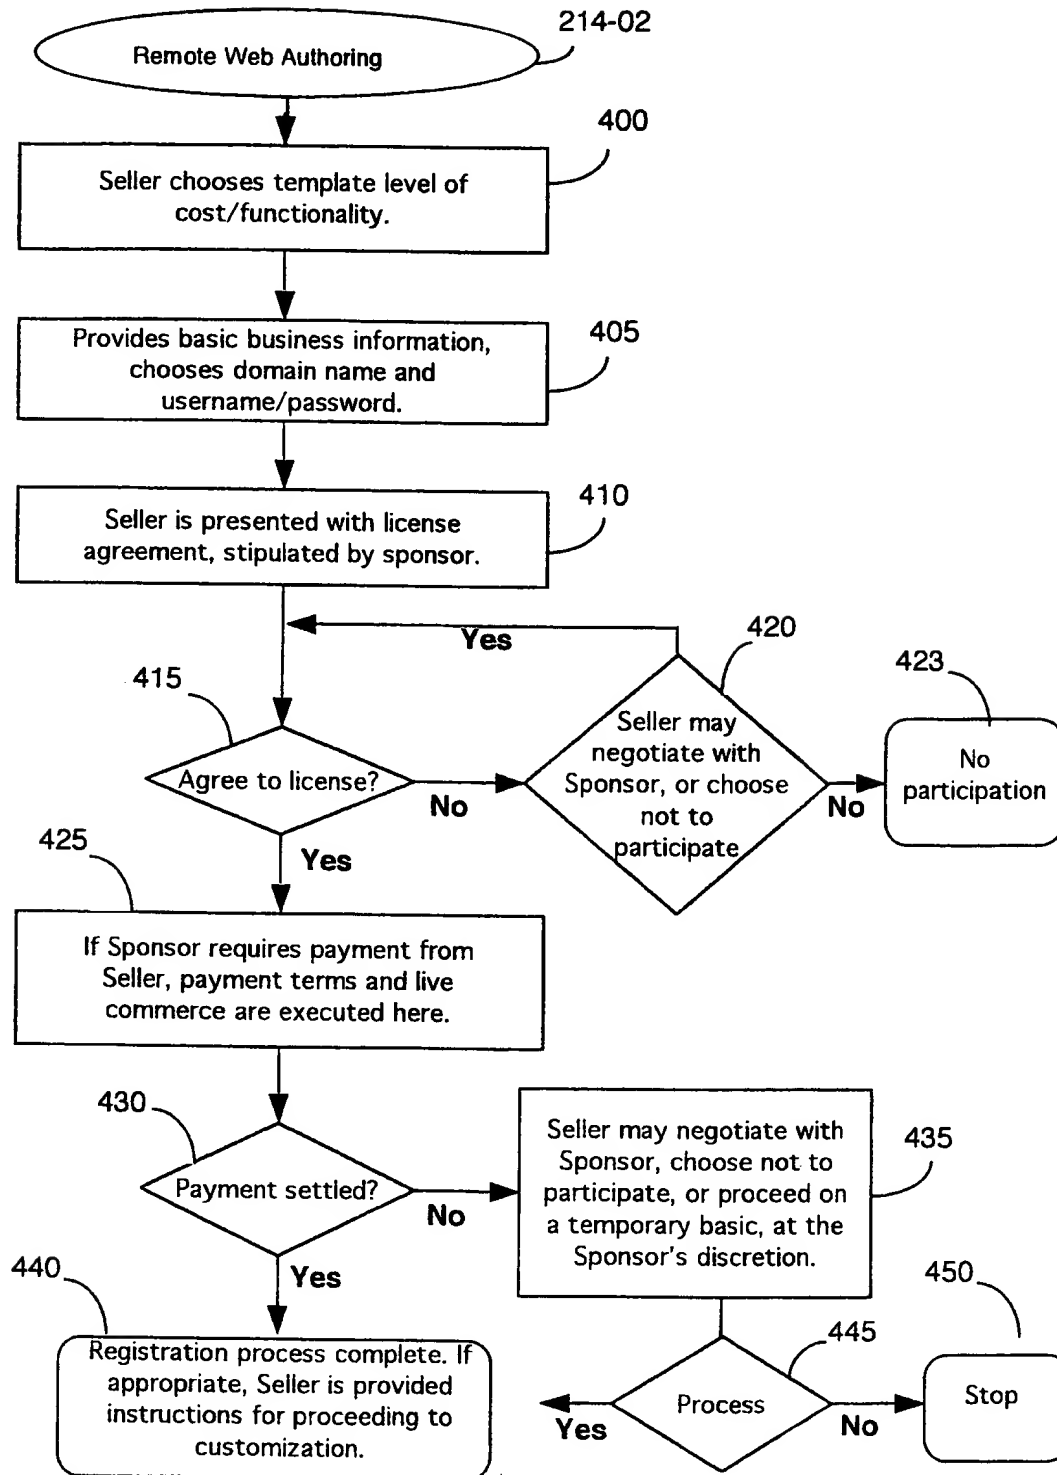 214-02
Remote Web Authoring
400
Seller chooses template level of
cost/functionality.
405
Provides basic business information,
chooses domain name and
username/password.
410
Seller is presented with license
agreement, stipulated by sponsor.
Yes
420
415
423
Agree to license?
No
Seller may
negotiate with
Sponsor, or choose
not to
participate
No
No
participation
425
Yes
If Sponsor requires payment from
Seller, payment terms and live
commerce are executed here.
430
Payment settled?
No
435
Seller may negotiate with
Sponsor, choose not to
participate, or proceed on
a temporary basic, at the
Sponsor's discretion.
440
Yes
Registration process complete. If
appropriate, Seller is provided
instructions for proceeding to
customization.
445
Process
Yes
No
450
Stop